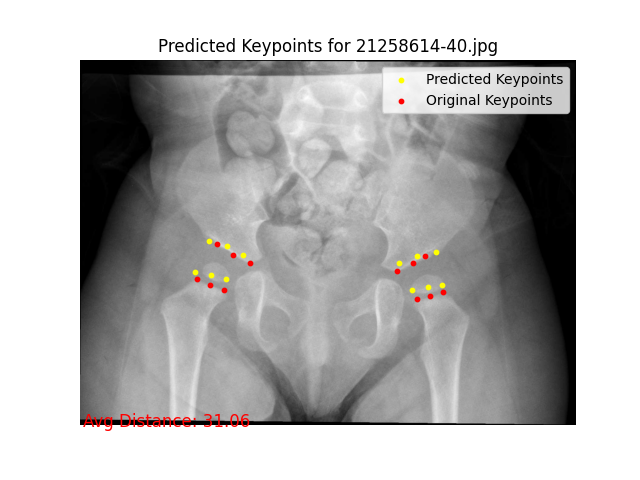 Predicted Keypoints for 21258614-40.jpg
Predicted Keypoints
Original Keypoints
Avg Distance: 31.06